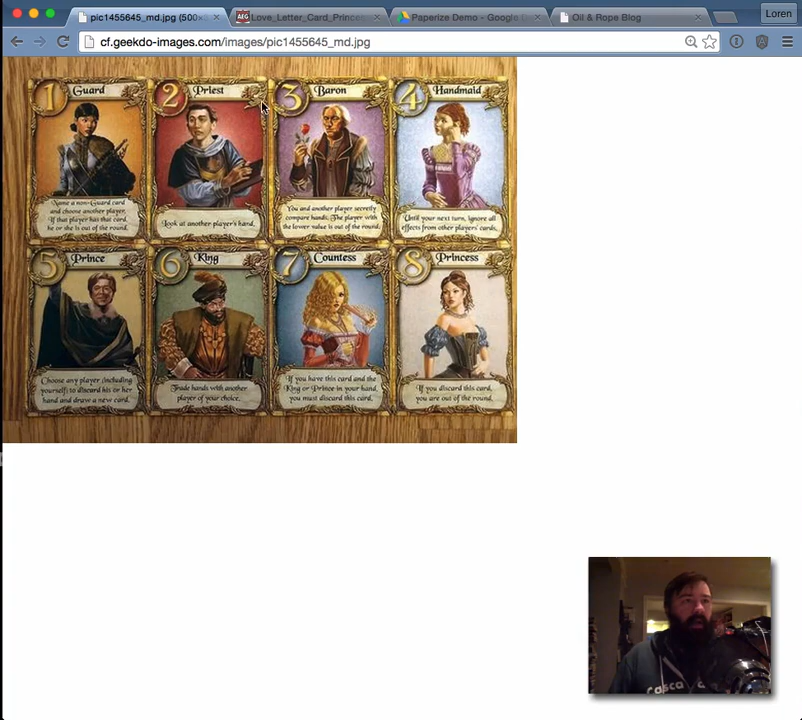 pic1455645_md.jpg (500×
Love_Letter_Card_Princes
Paperize Demo - Google D
Oil & Rope Blog
Loren
cf.geekdo-images.com/images/pic1455645_md.jpg
1 Guard
Name a non-Guard card
and choose another player.
If that player has that card,
he or she is out of the round.
2 Priest
Look at another player's hand.
3 Baron
You and another player secretly
compare hands. The player with
the lower value is out of the round.
4 Handmaid
Until your next turn, ignore all
effects from other players' cards.
5 Prince
Choose any player (including
yourself) to discard his or her
hand and draw a new card.
6 King
Trade hands with another
player of your choice.
7 Countess
If you have this card and the
King or Prince in your hand,
you must discard this card.
8 Princess
If you discard this card,
you are out of the round.